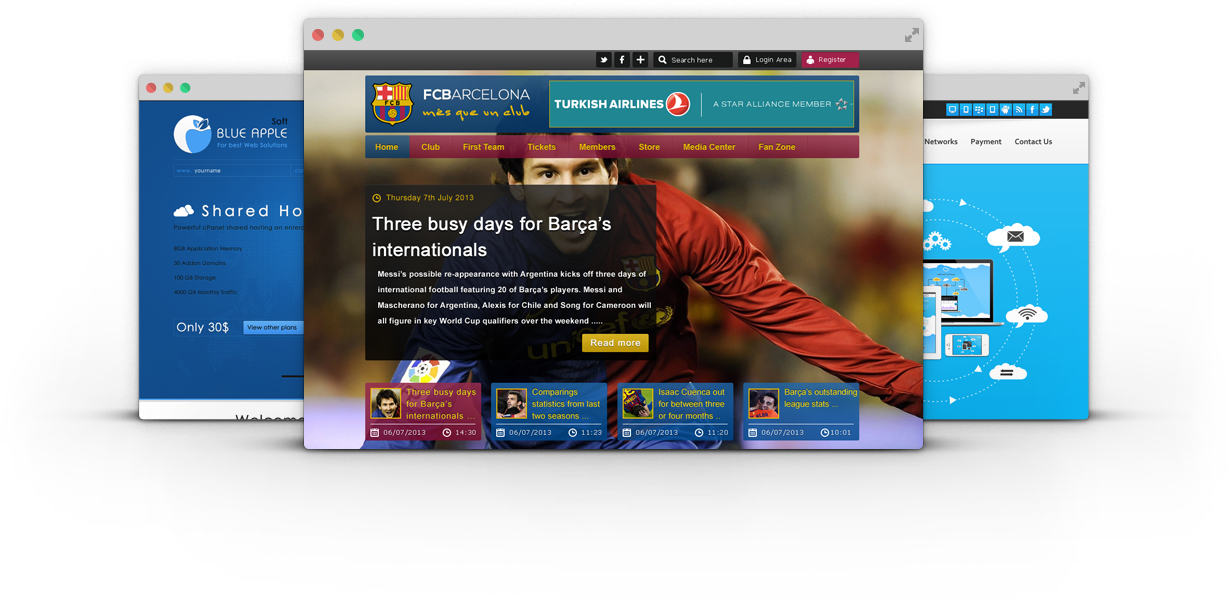 Search here
Login Area
Register
FCBARCELONA
mès que un club
FCB
TURKISH AIRLINES
A STAR ALLIANCE MEMBER
Home
Club
First Team
Tickets
Members
Store
Media Center
Fan Zone
Thursday 7th July 2013
Three busy days for Barça's
internationals
Messi's possible re-appearance with Argentina kicks off three days of
international football featuring 20 of Barça's players. Messi and
Mascherano for Argentina, Alexis for Chile and Song for Cameroon will
all figure in key World Cup qualifiers over the weekend .....
Read more
unicef
Three busy days
for Barça's
internationals ...
06/07/2013
14:30
Comparings
statistics from last
two seasons ...
06/07/2013
11:23
Isaac Cuenca out
for between three
or four months ..
06/07/2013
11:20
Barça's outstanding
league stats ...
06/07/2013
10:01
Soft
BLUE APPLE
For best Web Solutions
www. yourname
Shared Ho
Powerful cPanel shared hosting on enterp
8GB Application Memory
30 Addon Domains
100 GB Storage
4000 GB Monthly Traffic
Only 30$
View other plans
Welcome
Networks
Payment
Contact Us